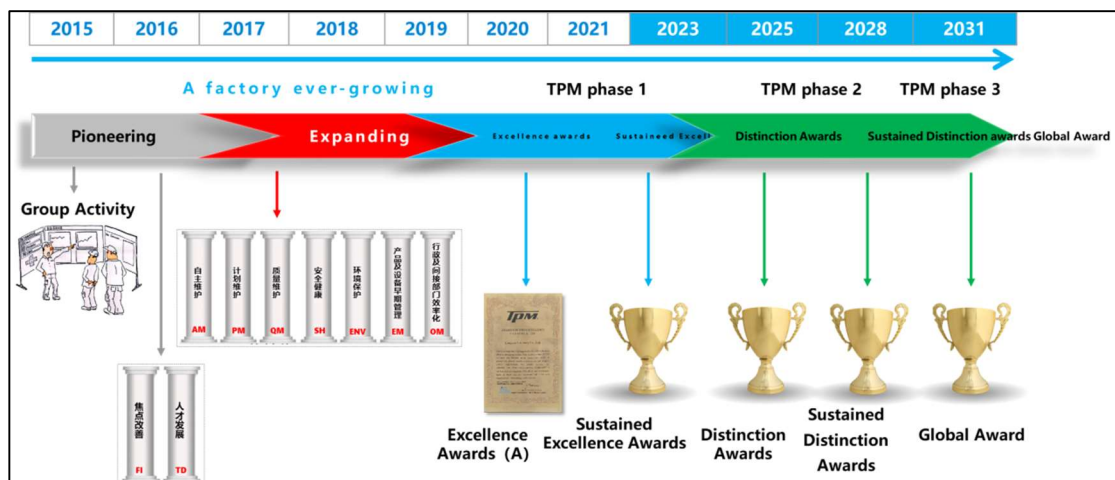 2015 2016 2017 2018 2019 2020 2021 2023 2025 2028 2031
A factory ever-growing
TPM phase 1
TPM phase 2
TPM phase 3
Pioneering
Expanding
Excellence awards
Sustaineed Excell
Distinction Awards
Sustained Distinction awards Global Award
Group Activity
自主维护
AM
计划维护
PM
质量维护
QM
安全健康
SH
环境保护
ENV
产品及设备早期管理
EM
行政及间接部门效率化
OM
焦点改善
FI
人才发展
TD
TPM
Excellence
Awards (A)
Sustained
Excellence Awards
Distinction
Awards
Sustained
Distinction
Awards
Global Award